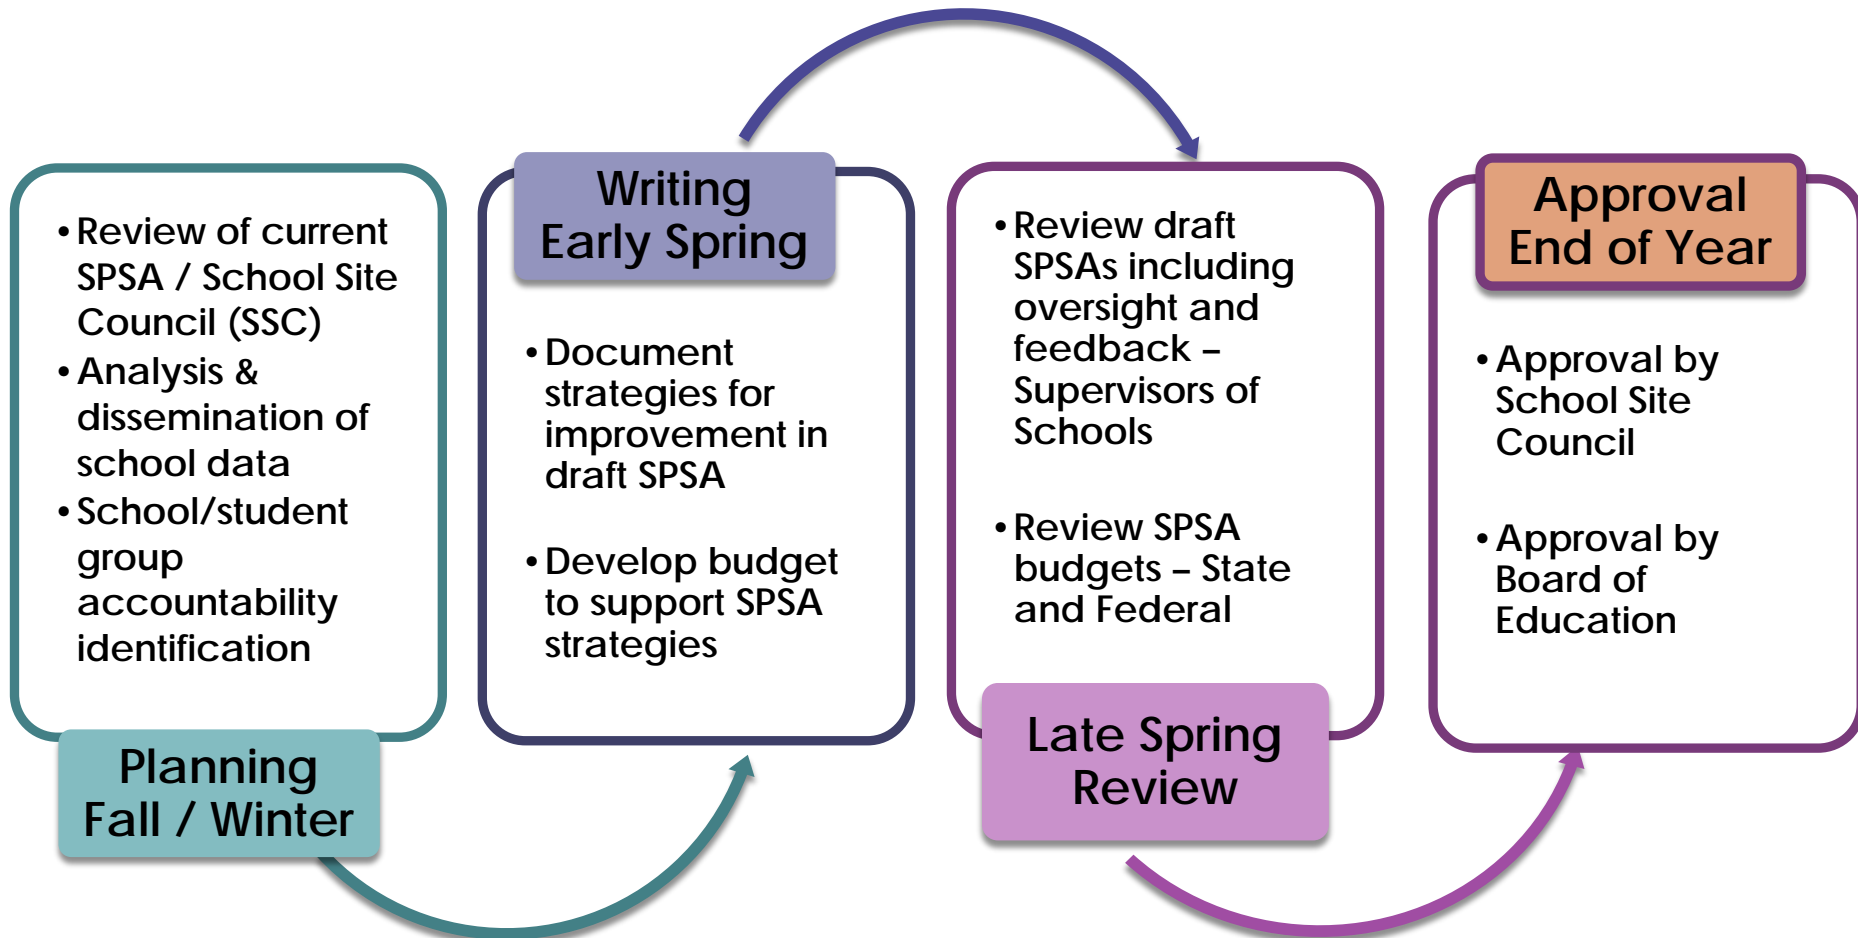 • Review of current
SPSA / School Site
Council (SSC)
• Analysis &
dissemination of
school data
• School/student
group
accountability
identification
Planning
Fall / Winter
Writing
Early Spring
• Document
strategies for
improvement in
draft SPSA
• Develop budget
to support SPSA
strategies
• Review draft
SPSAs including
oversight and
feedback –
Supervisors of
Schools
• Review SPSA
budgets – State
and Federal
Late Spring
Review
Approval
End of Year
• Approval by
School Site
Council
• Approval by
Board of
Education